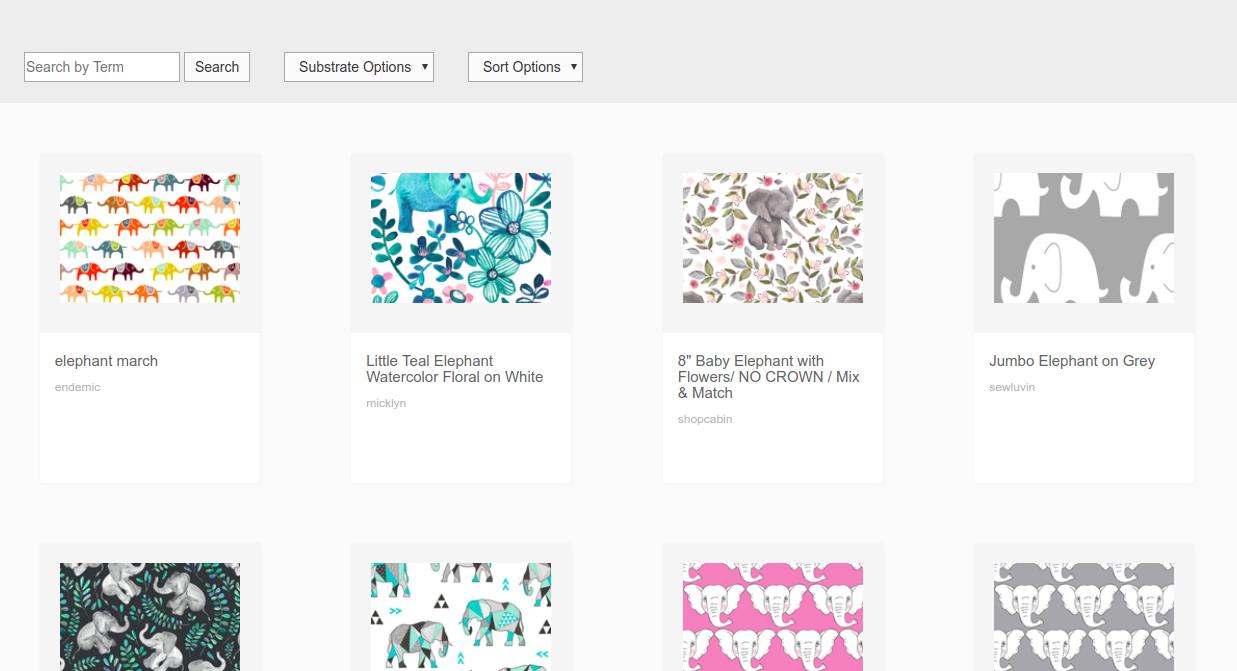 Search by Term Search Substrate Options Sort Options
elephant march
endemic
Little Teal Elephant
Watercolor Floral on White
micklyn
8" Baby Elephant with
Flowers/ NO CROWN / Mix
& Match
shopcabin
Jumbo Elephant on Grey
sewluvin